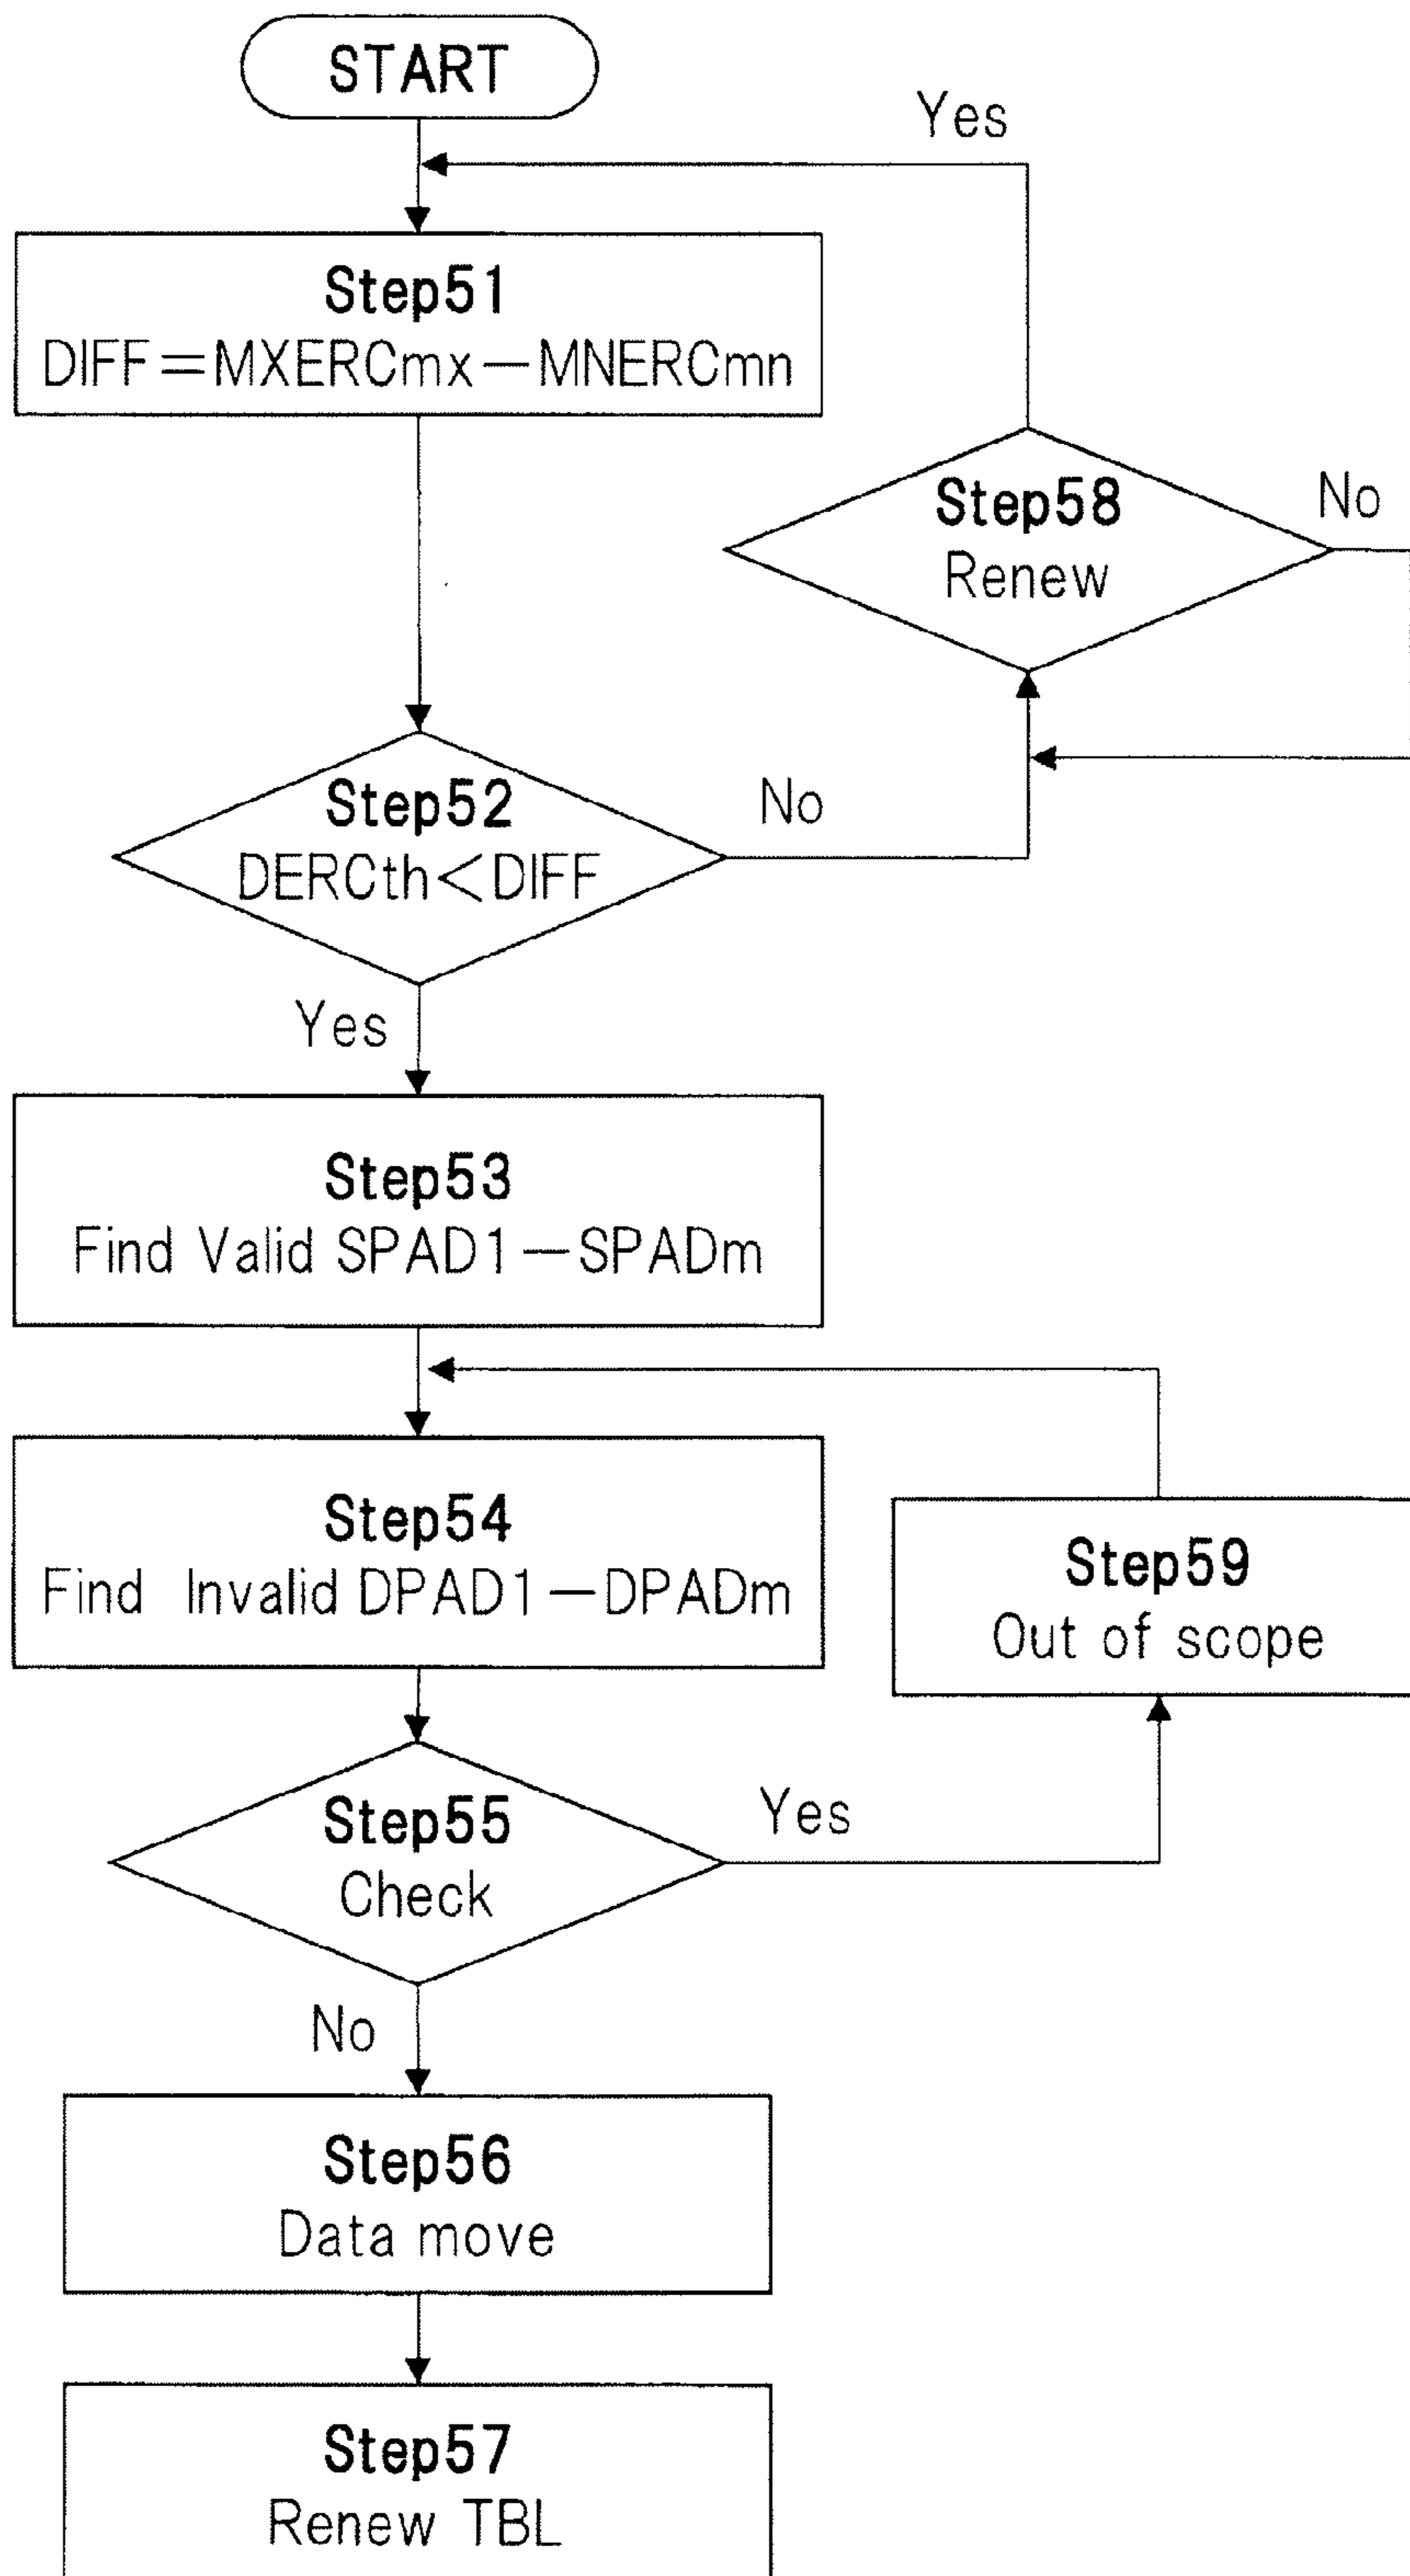 START
Yes
Step51
DIFF=MXERCmx-MNERCmn
Step58
Renew
No
Step52
DERCth<DIFF
No
Yes
Step53
Find Valid SPAD1-SPADm
Step54
Find Invalid DPAD1-DPADm
Step59
Out of scope
Step55
Check
Yes
No
Step56
Data move
Step57
Renew TBL